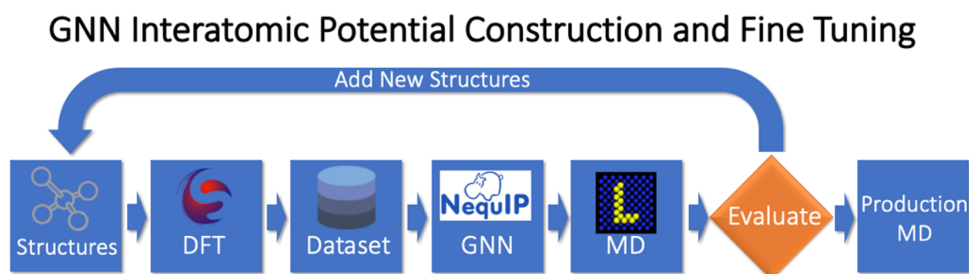 GNN Interatomic Potential Construction and Fine Tuning
Add New Structures
Structures
DFT
Dataset
NequIP
GNN
L
MD
Evaluate
Production
MD